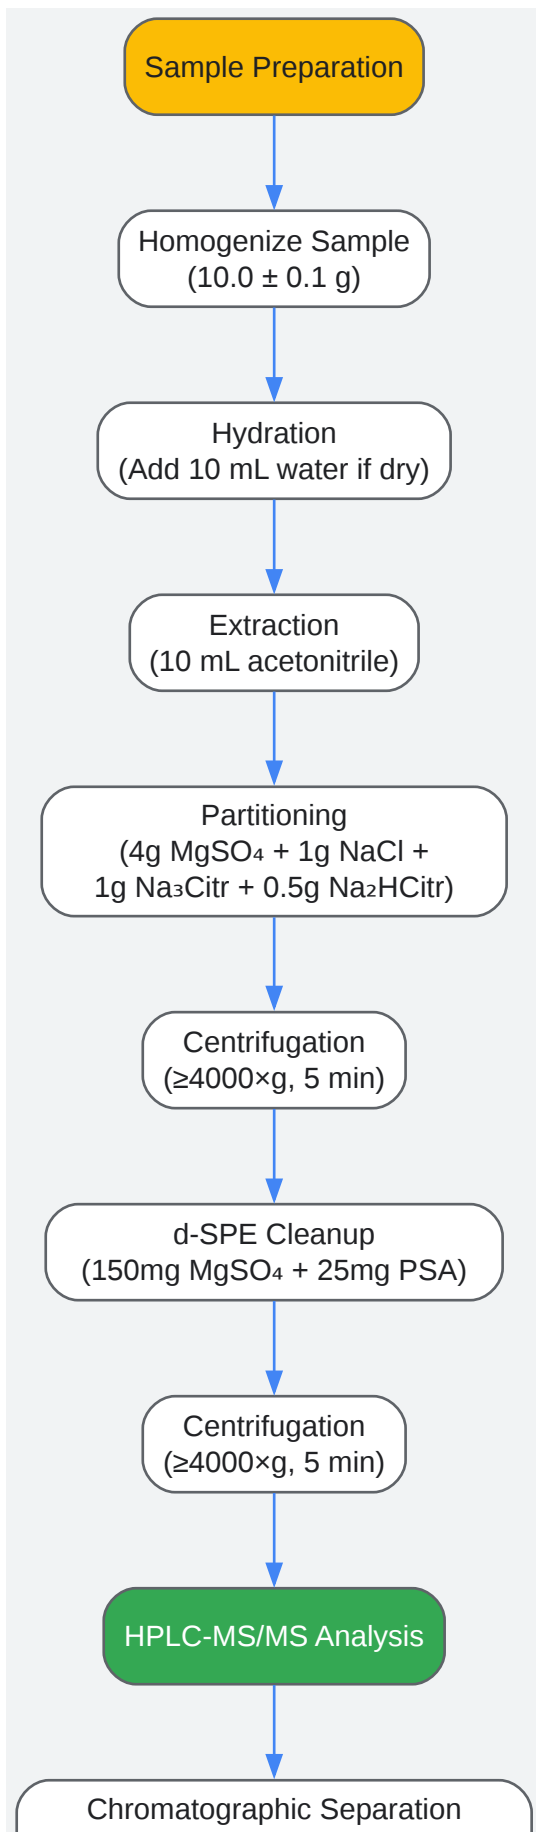 Sample Preparation
Homogenize Sample
(10.0 ± 0.1 g)
Hydration
(Add 10 mL water if dry)
Extraction
(10 mL acetonitrile)
Partitioning
(4g MgSO₄ + 1g NaCl +
1g Na₃Citr + 0.5g Na₂HCitr)
Centrifugation
(≥4000×g, 5 min)
d-SPE Cleanup
(150mg MgSO₄ + 25mg PSA)
Centrifugation
(≥4000×g, 5 min)
HPLC-MS/MS Analysis
Chromatographic Separation